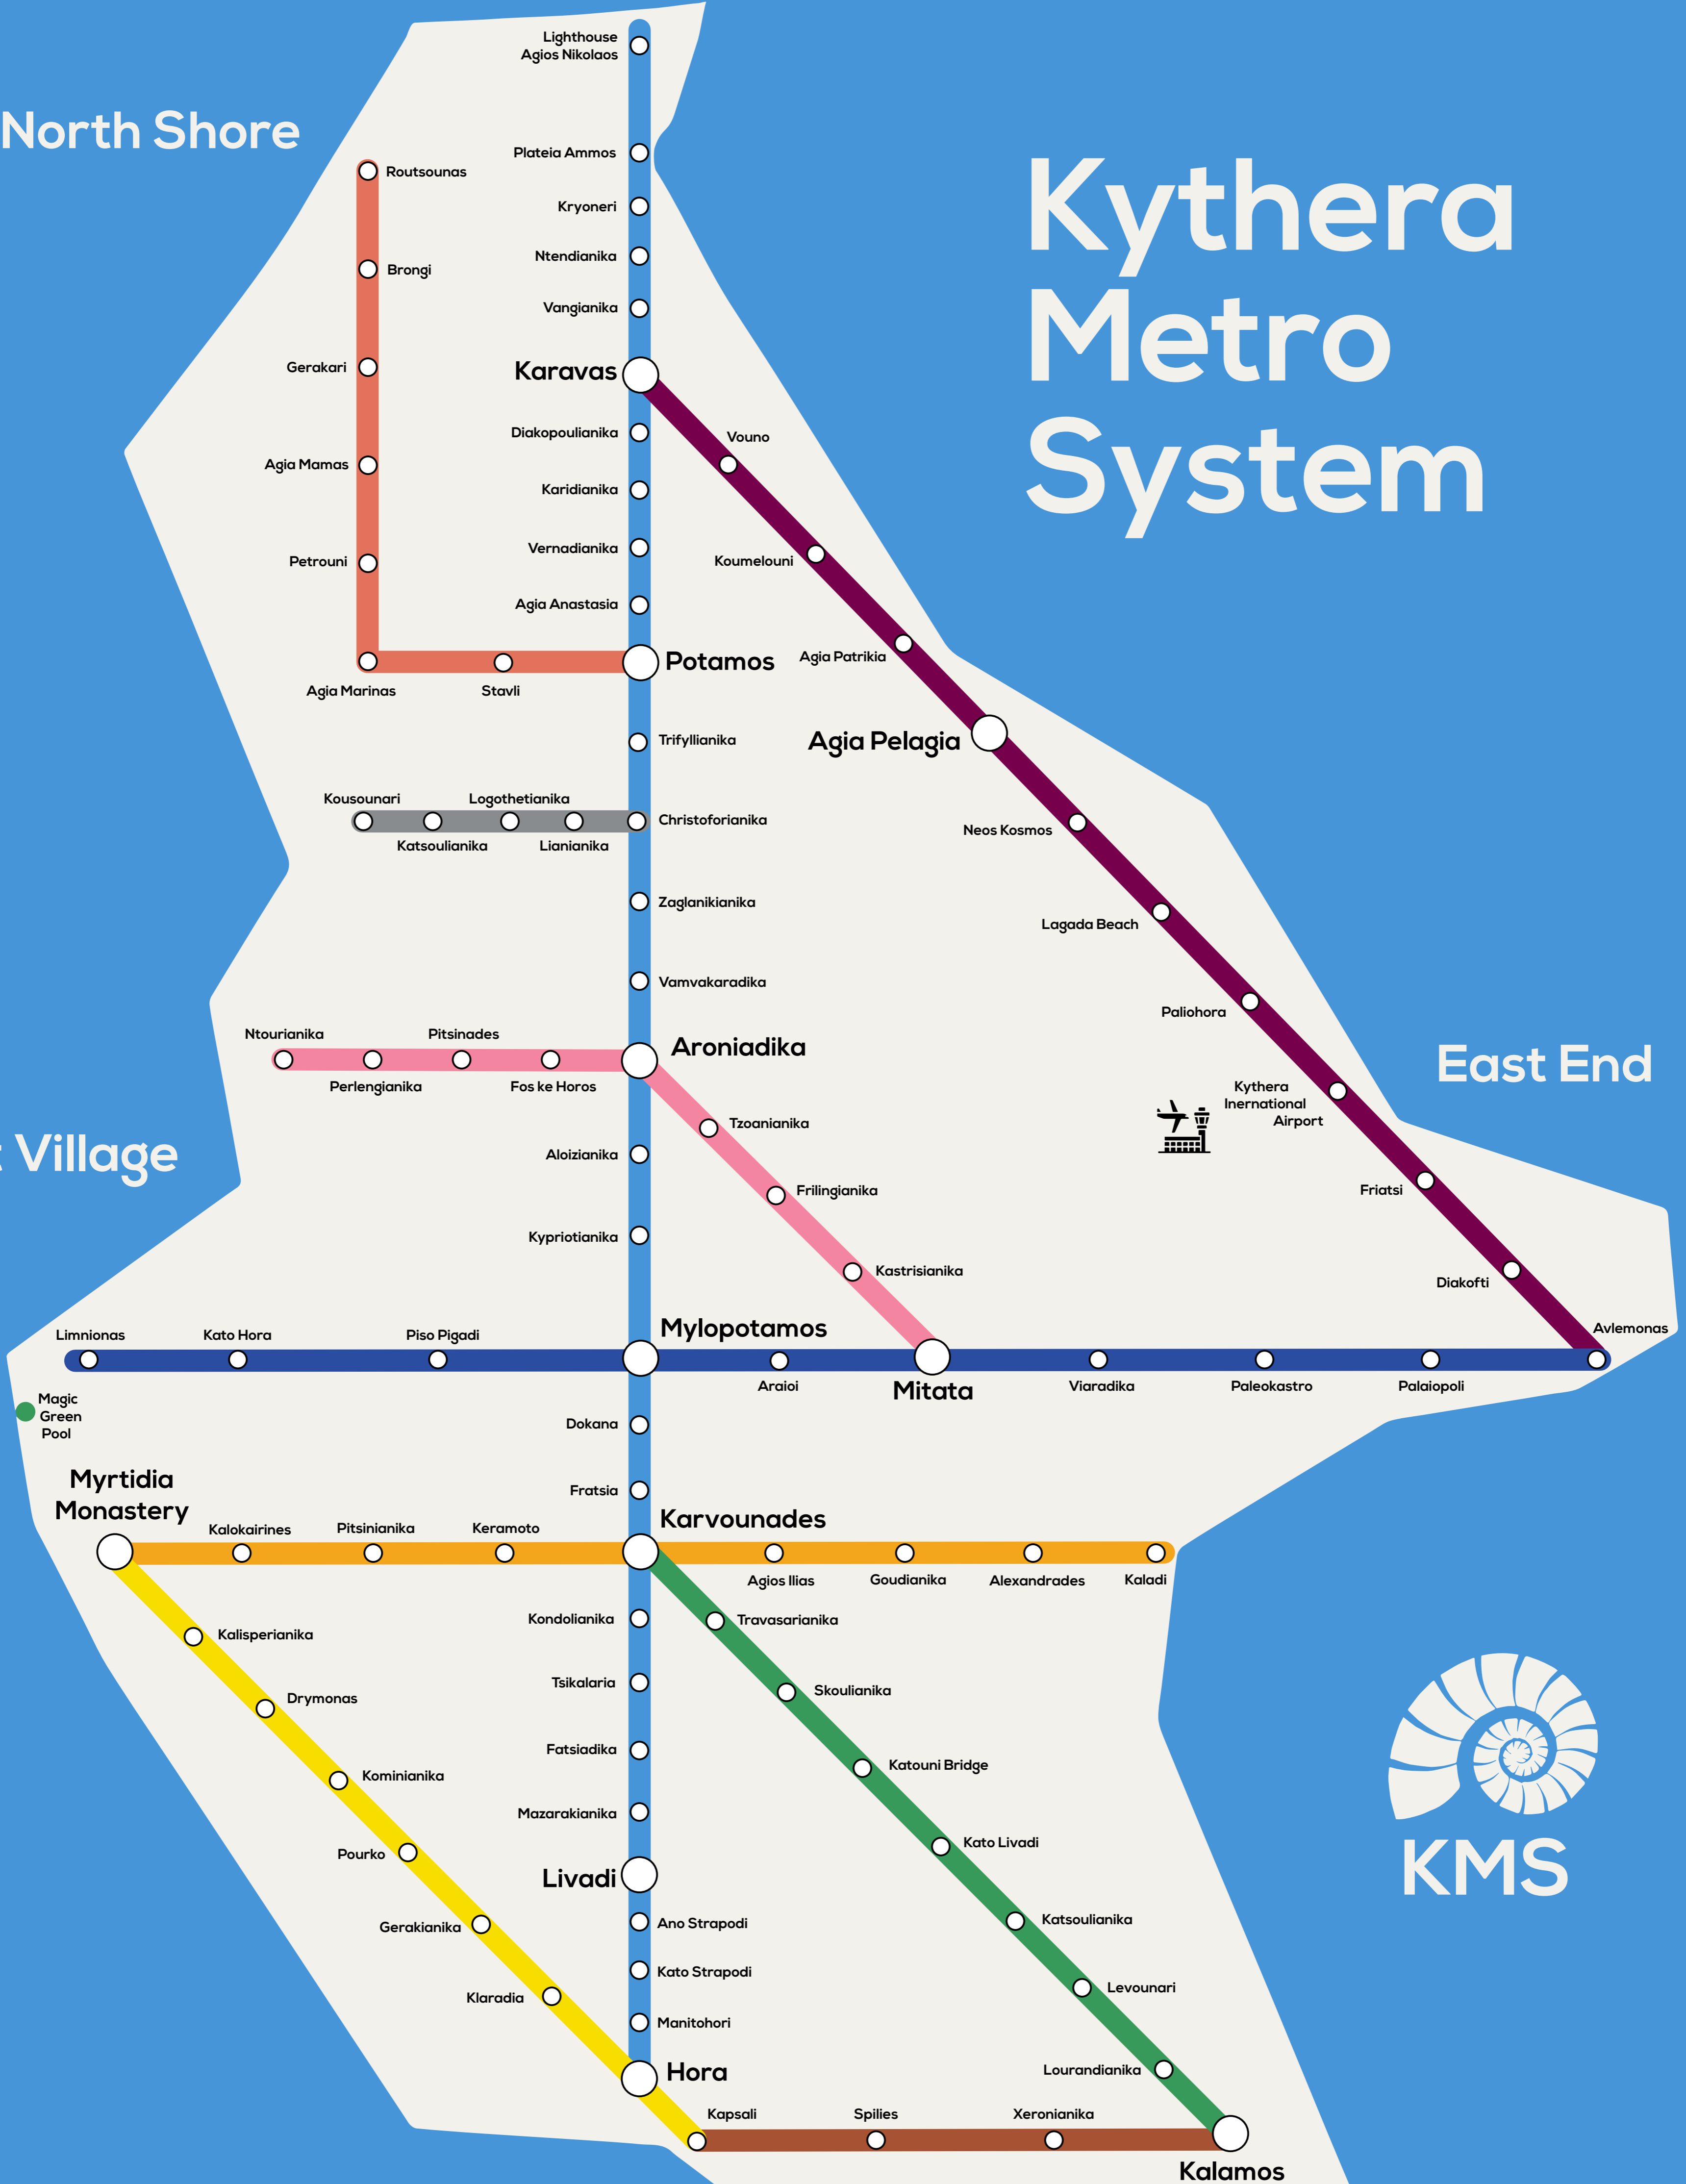 Kythera
Metro
System
North Shore
Lighthouse
Agios Nikolaos
Plateia Ammos
Routsounas
Kryoneri
Ntendianika
Brongi
Vangianika
Gerakari
Karavas
Diakopoulianika
Vouno
Agia Mamas
Karidianika
Vernadianika
Koumelouni
Petrouni
Agia Anastasia
Agia Patrikia
Potamos
Agia Marinas
Stavli
Trifyllianika
Agia Pelagia
Kousounari
Logothetianika
Christoforianika
Katsoulianika
Lianianika
Neos Kosmos
Zaglanikianika
Lagada Beach
Vamvakaradika
Paliohora
Ntourianika
Pitsinades
Aroniadika
Perlengianika
Fos ke Horos
East End
Kythera
Inernational
Airport
Tzoanianika
Village
Aloizianika
Frilingianika
Friatsi
Kypriotianika
Kastrisianika
Diakofti
Limnionas
Kato Hora
Piso Pigadi
Mylopotamos
Avlemonas
Araioi
Mitata
Viaradika
Paleokastro
Palaiopoli
Magic
Green
Pool
Dokana
Myrtidia
Monastery
Fratsia
Kalokairines
Pitsinianika
Keramoto
Karvounades
Agios Ilias
Goudianika
Alexandrades
Kaladi
Kondolianika
Travasarianika
Kalisperianika
Tsikalaria
Skoulianika
Drymonas
Fatsiadika
Katouni Bridge
Kominianika
Mazarakianika
Kato Livadi
Pourko
Livadi
KMS
Gerakianika
Ano Strapodi
Katsoulianika
Kato Strapodi
Levounari
Klaradia
Manitohori
Hora
Lourandianika
Kapsali
Spilies
Xeronianika
Kalamos